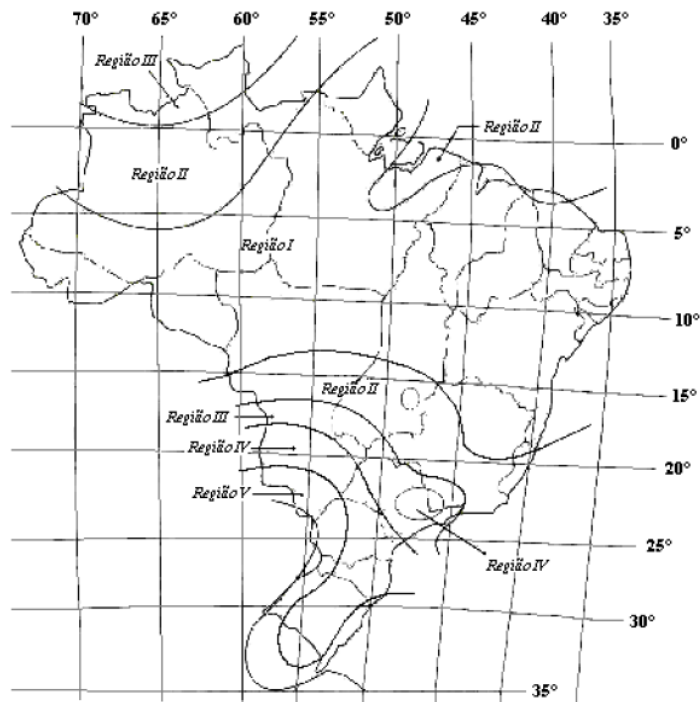 70° 65° 60° 55° 50° 45° 40° 35°
Região III
Região II
0°
Região II
5°
Região I
10°
15°
Região II
Região III
Região IV
20°
Região V
25°
Região IV
30°
35°